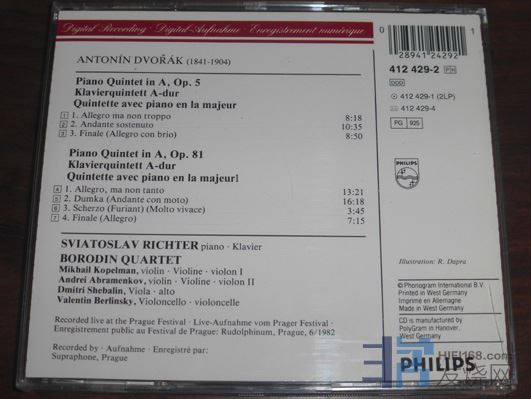 Digital Recording · Digital-Aufnahme · Enregistrement numérique
ANTONÍN DVOŘÁK (1841-1904)
Piano Quintet in A, Op. 5
Klavierquintett A-dur
Quintette avec piano en la majeur
1 1. Allegro ma non troppo 8:18
2 2. Andante sostenuto 10:35
3 3. Finale (Allegro con brio) 8:50
Piano Quintet in A, Op. 81
Klavierquintett A-dur
Quintette avec piano en la majeur
4 1. Allegro, ma non tanto 13:21
5 2. Dumka (Andante con moto) 16:18
6 3. Scherzo (Furiant) (Molto vivace) 3:45
7 4. Finale (Allegro) 7:15
SVIATOSLAV RICHTER piano · Klavier
BORODIN QUARTET
Mikhail Kopelman, violin · Violine · violon I
Andrei Abramenkov, violin · Violine · violon II
Dmitri Shebalin, Viola · alto
Valentin Berlinsky, Violoncello · violoncelle
Recorded live at the Prague Festival · Live-Aufnahme vom Prager Festival ·
Enregistrement public au Festival de Prague: Rudolphinum, Prague, 6/1982
Recorded by · Aufnahme · Enregistré par:
Supraphone, Prague
0 28941 24292 1
412 429-2 PH
DDD
412 429-1 (2LP)
412 429-4
PG 925
PHILIPS
Illustration: R. Dapra
© Phonogram International B.V.
Printed in West Germany
Imprimé en Allemagne
Made in West Germany
CD is manufactured by
PolyGram in Hanover,
West Germany
PHILIPS
HIFI168.com
发烧网